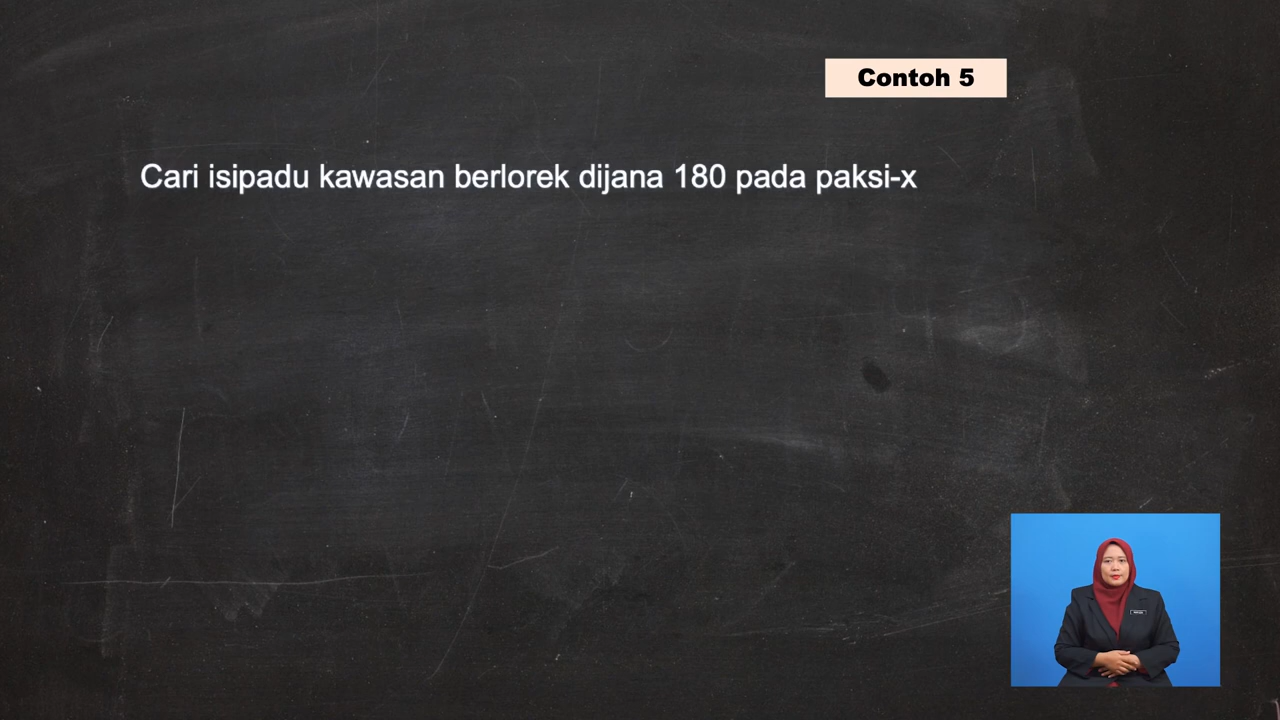 Contoh 5
Cari isipadu kawasan berlorek dijana 180 pada paksi-x